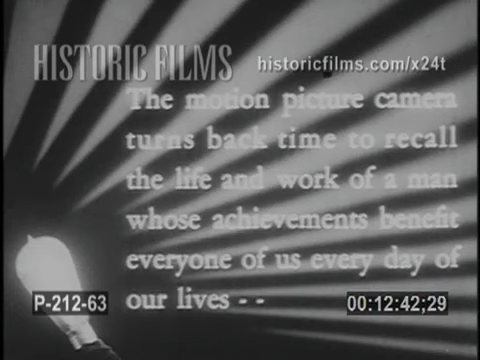 HISTORIC FILMS
historicfilms.com/x24t
The motion picture camera
turns back time to recall
the life and work of a man
whose achievements benefit
everyone of us every day of
our lives - -
P-212-63
00:12:42;29